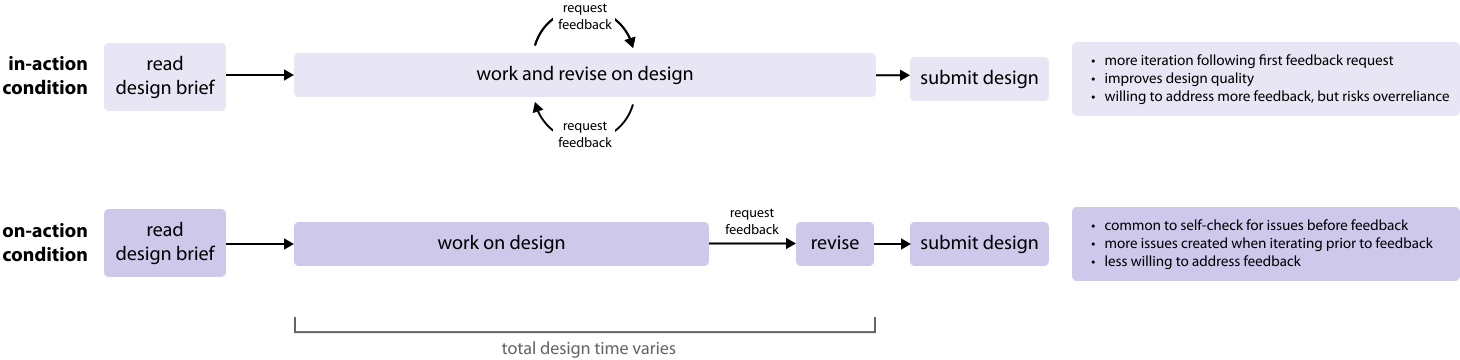 request
feedback
in-action
condition
read
design brief
work and revise on design
submit design
• more iteration following first feedback request
• improves design quality
• willing to address more feedback, but risks overreliance
request
feedback
on-action
condition
read
design brief
work on design
request
feedback
revise
submit design
• common to self-check for issues before feedback
• more issues created when iterating prior to feedback
• less willing to address feedback
total design time varies